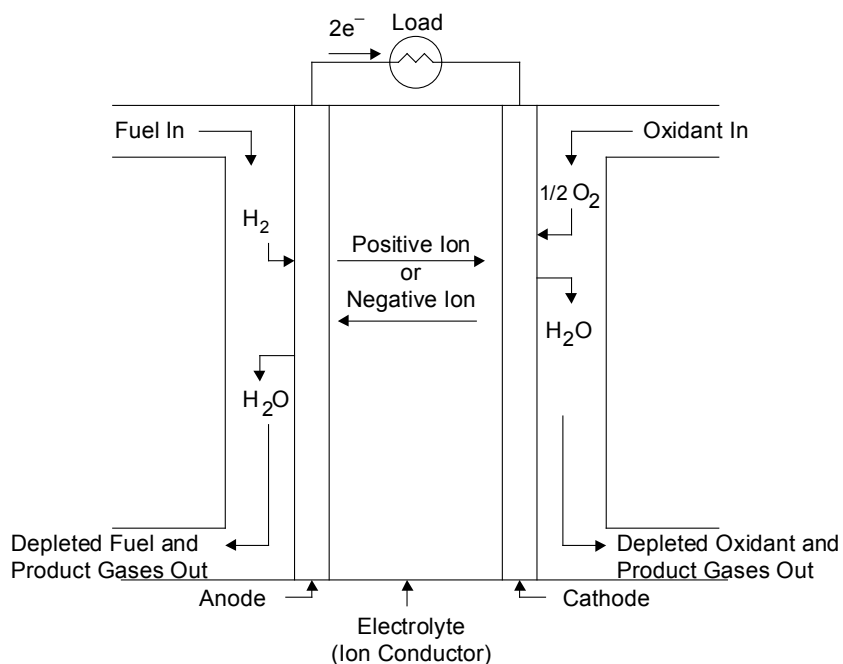 2e⁻
Load
Fuel In
Oxidant In
H₂
1/2 O₂
Positive Ion
or
Negative Ion
H₂O
H₂O
Depleted Fuel and
Product Gases Out
Depleted Oxidant and
Product Gases Out
Anode
Cathode
Electrolyte
(Ion Conductor)